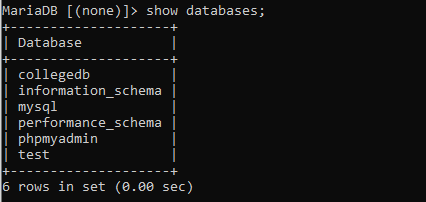 MariaDB [(none)]> show databases;
+--------------------+
| Database           |
+--------------------+
| collegedb          |
| information_schema |
| mysql              |
| performance_schema |
| phpmyadmin         |
| test               |
+--------------------+
6 rows in set (0.00 sec)